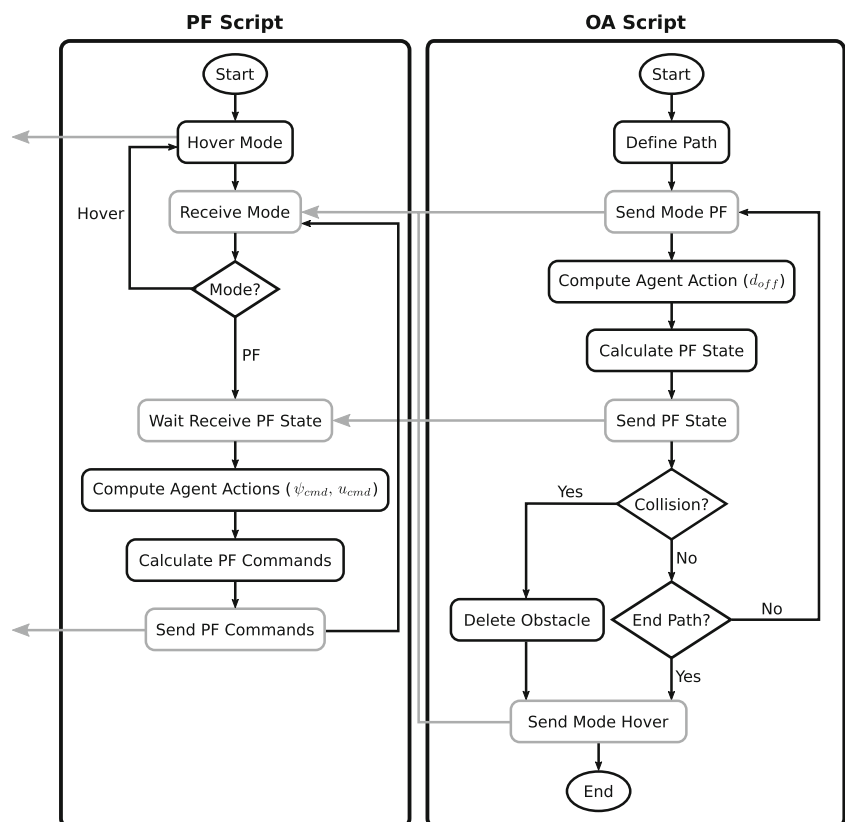 PF Script
Start
Hover Mode
Hover
Receive Mode
Mode?
PF
Wait Receive PF State
Compute Agent Actions (ψ_cmd, u_cmd)
Calculate PF Commands
Send PF Commands
OA Script
Start
Define Path
Send Mode PF
Compute Agent Action (d_off)
Calculate PF State
Send PF State
Yes
Collision?
No
Delete Obstacle
End Path?
No
Yes
Send Mode Hover
End